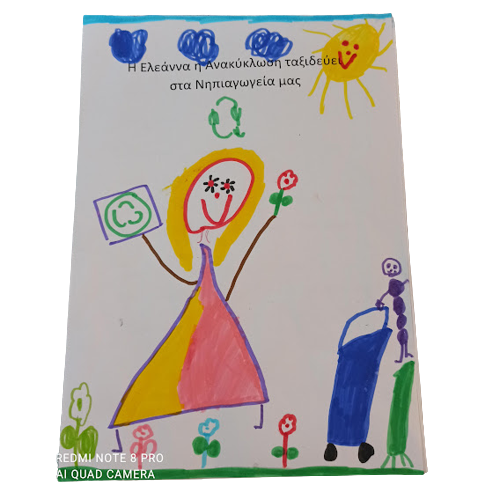 Η Ελεάννα η Ανακύκλωση ταξιδεύει
στα Νηπιαγωγεία μας
REDMI NOTE 8 PRO
AI QUAD CAMERA